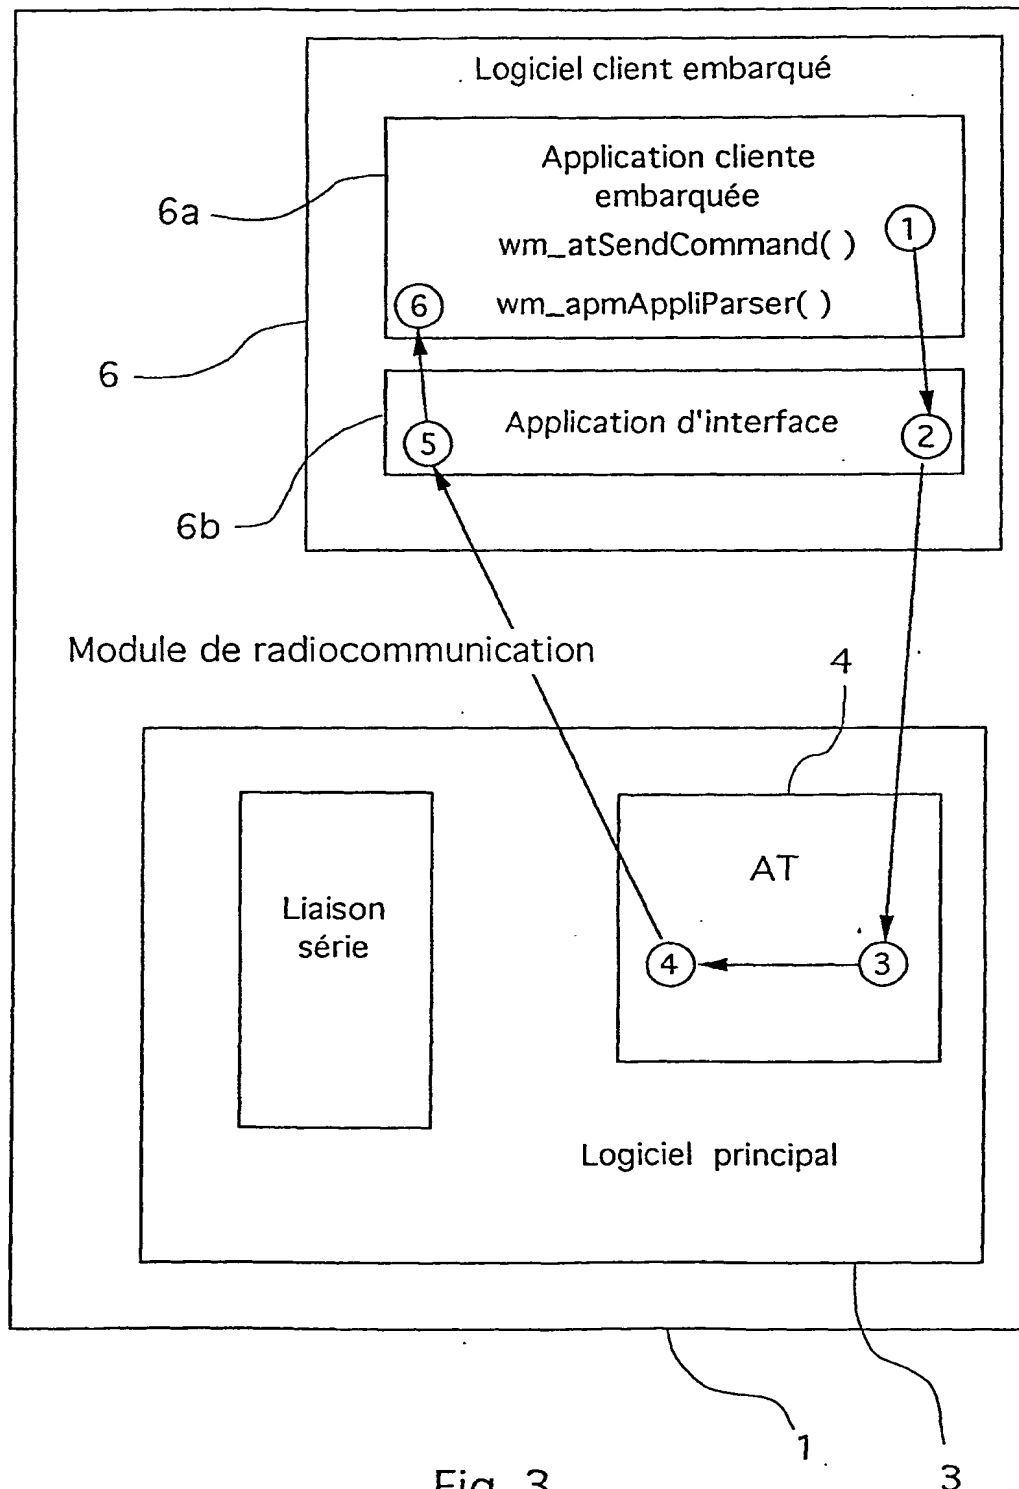 Logiciel client embarqué
Application cliente
embarquée
6a
1
wm_atSendCommand( )
6
wm_apmAppliParser( )
6
Application d'interface
2
5
6b
Module de radiocommunication
4
AT
Liaison
série
4
3
Logiciel principal
1
3
Fig. 3